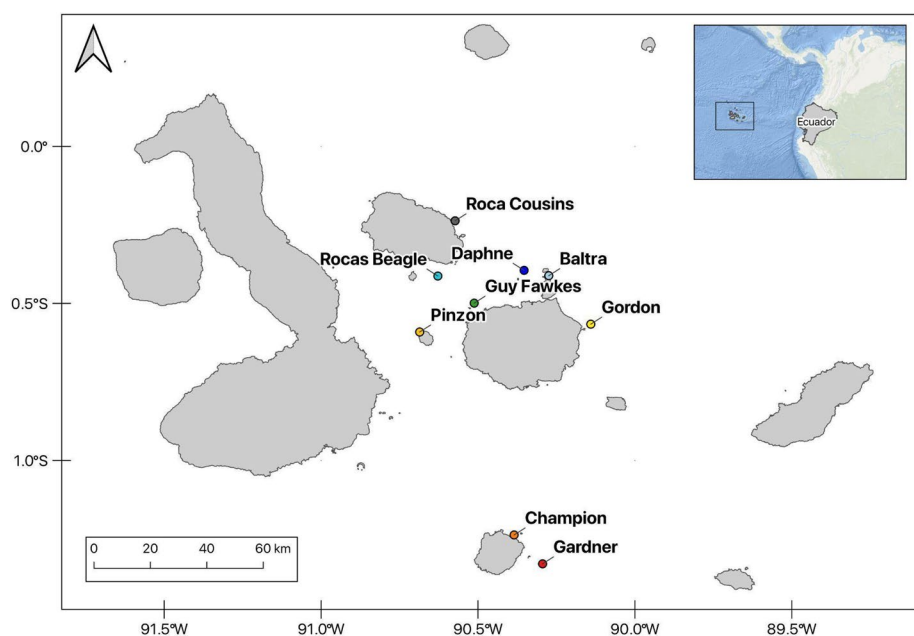 Ecuador
0.0°
Roca Cousins
Daphne
Baltra
Rocas Beagle
Guy Fawkes
0.5°S
Gordon
Pinzon
1.0°S
Champion
Gardner
0 20 40 60 km
91.5°W 91.0°W 90.5°W 90.0°W 89.5°W